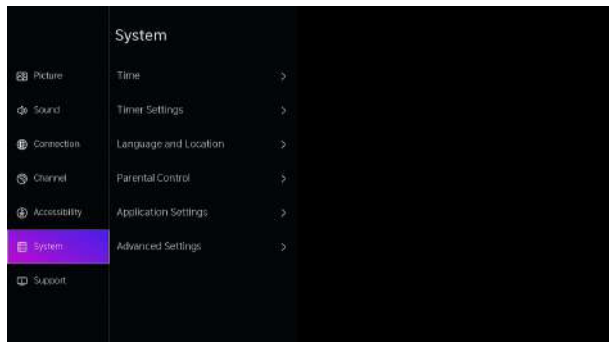 System
Picture
Sound
Connection
Channel
Accessibility
System
Support
Time
Timer Settings
Language and Location
Parental Control
Application Settings
Advanced Settings